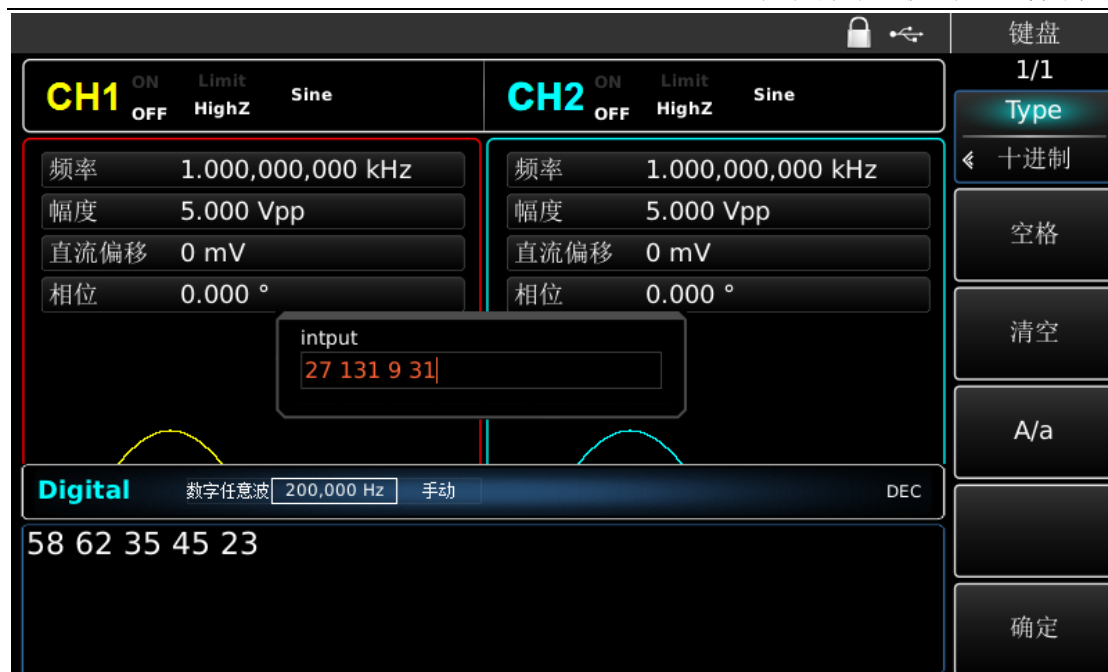 键盘
1/1
CH1 ON OFF Limit HighZ Sine
CH2 ON OFF Limit HighZ Sine
Type
十进制
频率 1.000,000,000 kHz
幅度 5.000 Vpp
直流偏移 0 mV
相位 0.000 °
频率 1.000,000,000 kHz
幅度 5.000 Vpp
直流偏移 0 mV
相位 0.000 °
空格
intput
27 131 9 31
清空
A/a
Digital 数字任意波 200,000 Hz 手动 DEC
58 62 35 45 23
确定